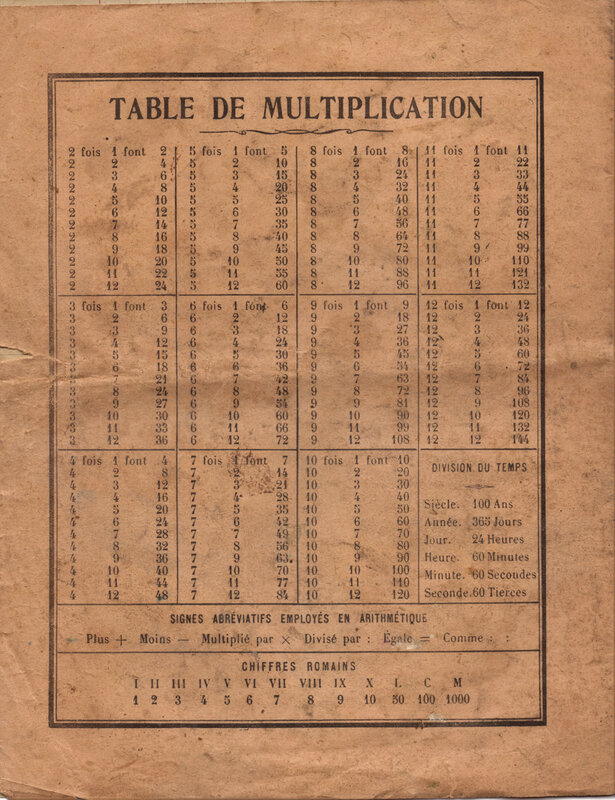 TABLE DE MULTIPLICATION
2 fois 1 font 2
2 2 4
2 3 6
2 4 8
2 5 10
2 6 12
2 7 14
2 8 16
2 9 18
2 10 20
2 11 22
2 12 24
5 fois 1 font 5
5 2 10
5 3 15
5 4 20
5 5 25
5 6 30
5 7 35
5 8 40
5 9 45
5 10 50
5 11 55
5 12 60
8 fois 1 font 8
8 2 16
8 3 24
8 4 32
8 5 40
8 6 48
8 7 56
8 8 64
8 9 72
8 10 80
8 11 88
8 12 96
11 fois 1 font 11
11 2 22
11 3 33
11 4 44
11 5 55
11 6 66
11 7 77
11 8 88
11 9 99
11 10 110
11 11 121
11 12 132
3 fois 1 font 3
3 2 6
3 3 9
3 4 12
3 5 15
3 6 18
3 7 21
3 8 24
3 9 27
3 10 30
3 11 33
3 12 36
6 fois 1 font 6
6 2 12
6 3 18
6 4 24
6 5 30
6 6 36
6 7 42
6 8 48
6 9 54
6 10 60
6 11 66
6 12 72
9 fois 1 font 9
9 2 18
9 3 27
9 4 36
9 5 45
9 6 54
9 7 63
9 8 72
9 9 81
9 10 90
9 11 99
9 12 108
12 fois 1 font 12
12 2 24
12 3 36
12 4 48
12 5 60
12 6 72
12 7 84
12 8 96
12 9 108
12 10 120
12 11 132
12 12 144
4 fois 1 font 4
4 2 8
4 3 12
4 4 16
4 5 20
4 6 24
4 7 28
4 8 32
4 9 36
4 10 40
4 11 44
4 12 48
7 fois 1 font 7
7 2 14
7 3 21
7 4 28
7 5 35
7 6 42
7 7 49
7 8 56
7 9 63
7 10 70
7 11 77
7 12 84
10 fois 1 font 10
10 2 20
10 3 30
10 4 40
10 5 50
10 6 60
10 7 70
10 8 80
10 9 90
10 10 100
10 11 110
10 12 120
DIVISION DU TEMPS
Siècle. 100 Ans
Année. 365 Jours
Jour. 24 Heures
Heure. 60 Minutes
Minute. 60 Secondes
Seconde. 60 Tierces
SIGNES ABRÉVIATIFS EMPLOYÉS EN ARITHMÉTIQUE
Plus + Moins − Multiplié par × Divisé par : Égale = Comme : :
CHIFFRES ROMAINS
I II III IV V VI VII VIII IX X L C M
1 2 3 4 5 6 7 8 9 10 50 100 1000